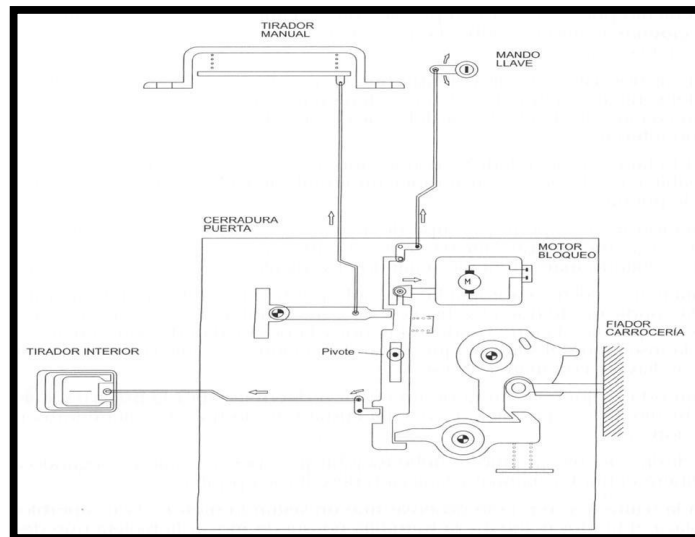 TIRADOR
MANUAL
MANDO
LLAVE
CERRADURA
PUERTA
MOTOR
BLOQUEO
M
FIADOR
CARROCERÍA
Pivote
TIRADOR INTERIOR